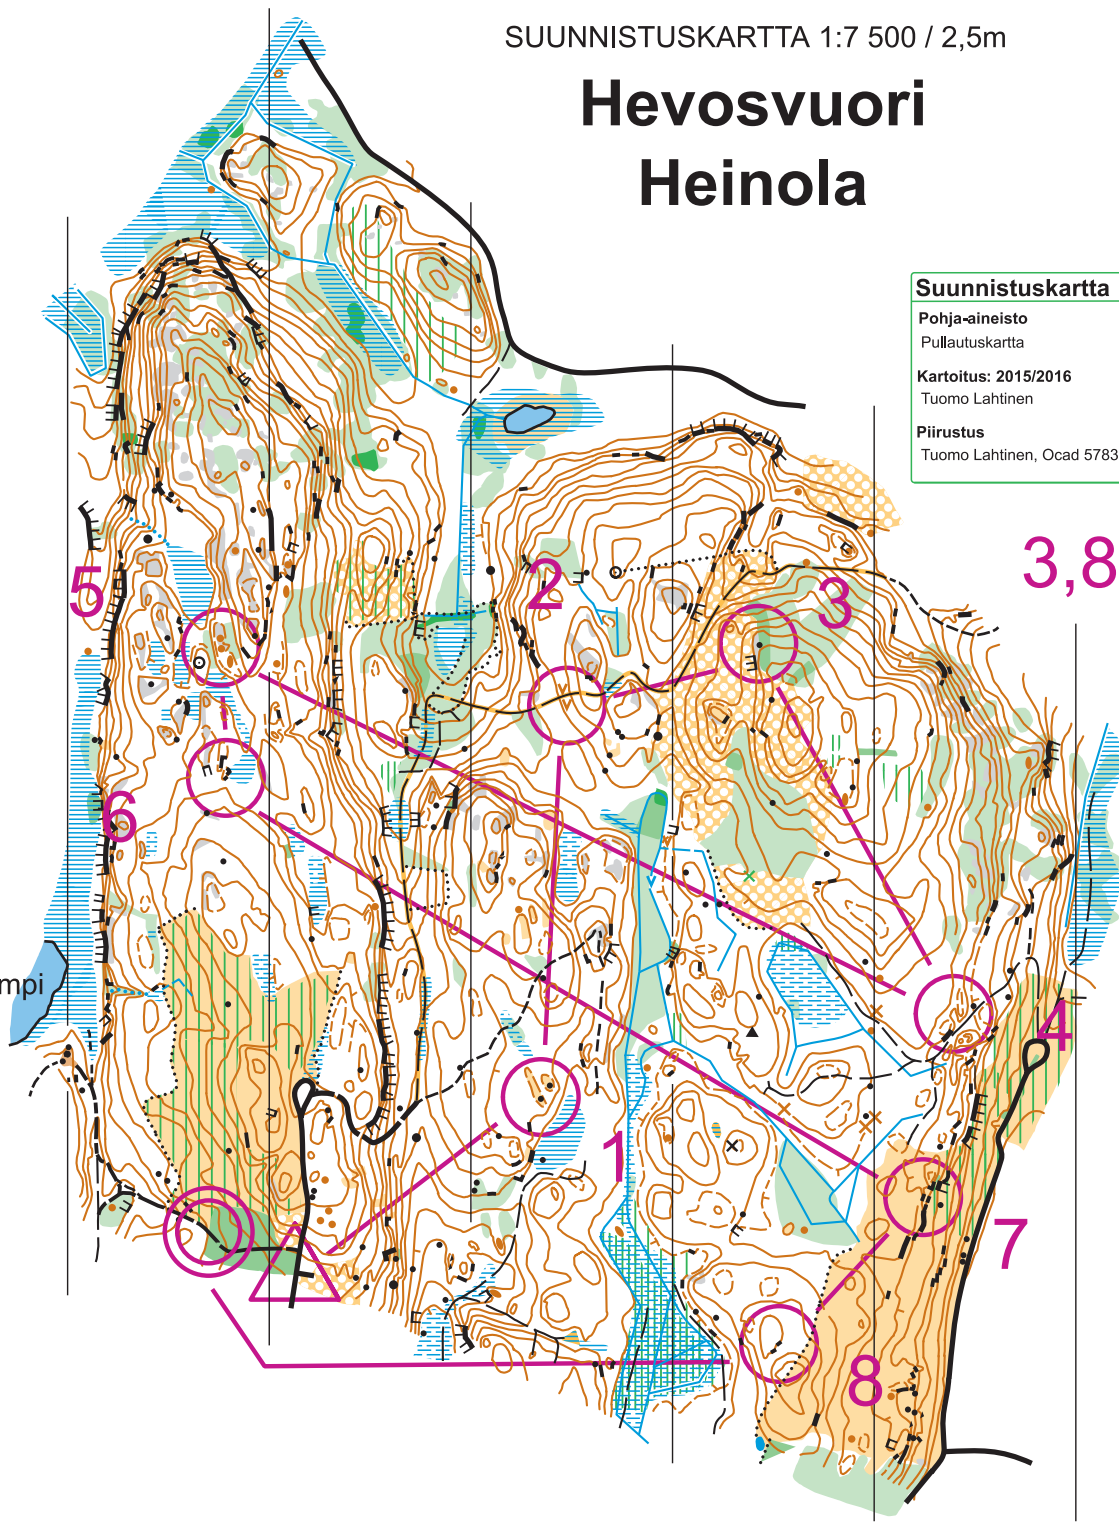 SUUNNISTUSKARTTA 1:7 500 / 2,5m
Hevosvuori
Heinola
Suunnistuskartta
Pohja-aineisto
Pullautuskartta
Kartoitus: 2015/2016
Tuomo Lahtinen
Piirustus
Tuomo Lahtinen, Ocad 5783
3,8
5
2
3
6
mpi
4
1
7
8